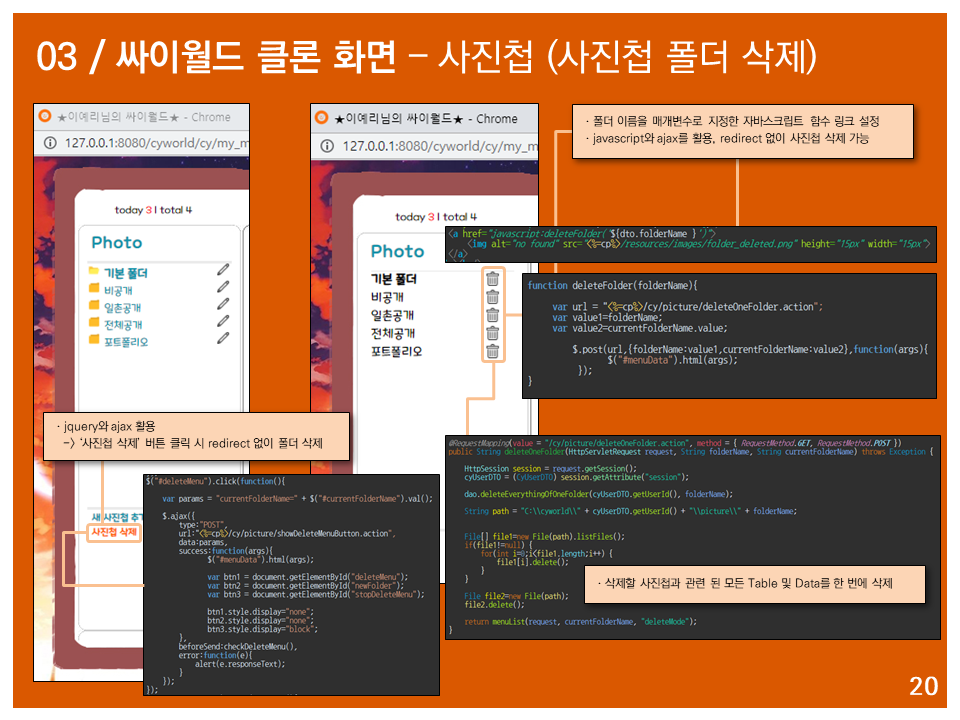 03 / 싸이월드 클론 화면 – 사진첩 (사진첩 폴더 삭제)
★이예리님의 싸이월드★ - Chrome
127.0.0.1:8080/cyworld/cy/my_m
today 3 l total 4
Photo
기본 폴더
비공개
일촌공개
전체공개
포트폴리오
새 사진첩 추가
사진첩 삭제
· jquery와 ajax 활용
-> ‘사진첩 삭제’ 버튼 클릭 시 redirect 없이 폴더 삭제
$("#deleteMenu").click(function(){
var params = "currentFolderName=" + $("#currentFolderName").val();
$.ajax({
type:"POST",
url:"<%=cp%>/cy/picture/showDeleteMenuButton.action",
data:params,
success:function(args){
$("#menuData").html(args);
var btn1 = document.getElementById("deleteMenu");
var btn2 = document.getElementById("newFolder");
var btn3 = document.getElementById("stopDeleteMenu");
btn1.style.display="none";
btn2.style.display="none";
btn3.style.display="block";
},
beforeSend:checkDeleteMenu(),
error:function(e){
alert(e.responseText);
}
});
});
★이예리님의 싸이월드★ - Chrome
127.0.0.1:8080/cyworld/cy/my_m
today 3 l total 4
Photo
기본 폴더
비공개
일촌공개
전체공개
포트폴리오
· 폴더 이름을 매개변수로 지정한 자바스크립트 함수 링크 설정
· javascript와 ajax를 활용, redirect 없이 사진첩 삭제 가능
<a href="javascript:deleteFolder('${dto.folderName }')">
<img alt="no found" src="<%=cp%>/resources/images/folder_deleted.png" height="15px" width="15px">
</a>
function deleteFolder(folderName){
var url = "<%=cp%>/cy/picture/deleteOneFolder.action";
var value1=folderName;
var value2=currentFolderName.value;
$.post(url,{folderName:value1,currentFolderName:value2},function(args){
$("#menuData").html(args);
});
}
@RequestMapping(value = "/cy/picture/deleteOneFolder.action", method = { RequestMethod.GET, RequestMethod.POST })
public String deleteOneFolder(HttpServletRequest request, String folderName, String currentFolderName) throws Exception {
HttpSession session = request.getSession();
cyUserDTO = (CyUserDTO) session.getAttribute("session");
dao.deleteEverythingOfOneFolder(cyUserDTO.getUserId(), folderName);
String path = "C:\\cyworld\\" + cyUserDTO.getUserId() + "\\picture\\" + folderName;
File[] file1=new File(path).listFiles();
if(file1!=null) {
for(int i=0;i<file1.length;i++) {
file1[i].delete();
}
}
File file2=new File(path);
file2.delete();
return menuList(request, currentFolderName, "deleteMode");
}
· 삭제할 사진첩과 관련 된 모든 Table 및 Data를 한 번에 삭제
20